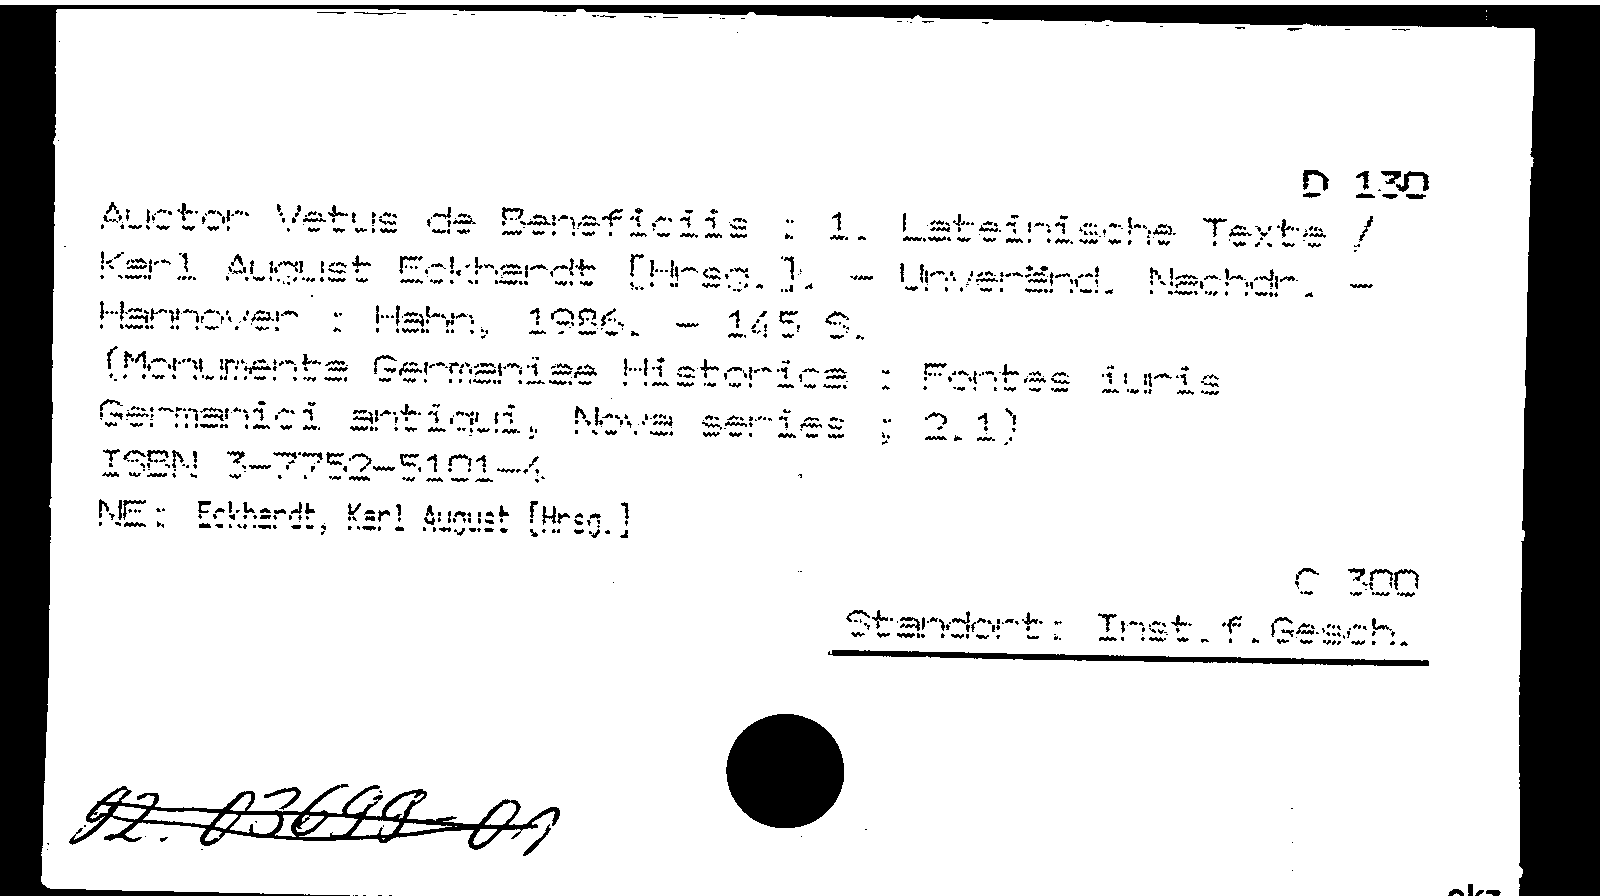 D 130
Auctor Vetus de Beneficiis : 1. Lateinische Texte /
Karl August Eckhardt [Hrsg.]. - Unveränd. Nachdr. -
Hannover : Hahn, 1986. - 145 S.
(Monumenta Germaniae Historica : Fontes iuris
Germanici antiqui, Nova series ; 2.1)
ISBN 3-7752-5101-4
NE: Eckhardt, Karl August [Hrsg.]
C 300
Standort: Inst.f.Gesch.
92. 03699-01
ekz